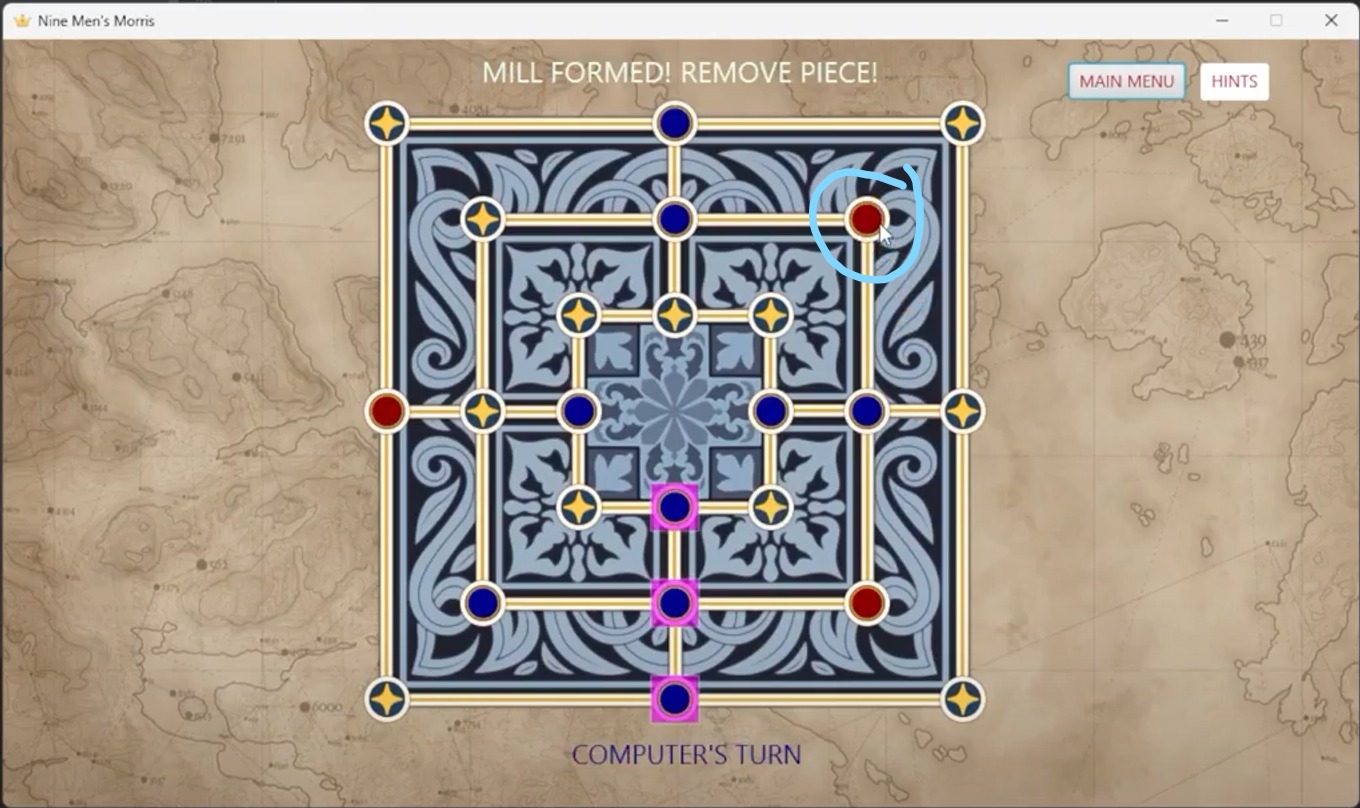 Nine Men's Morris
MILL FORMED! REMOVE PIECE!
MAIN MENU
HINTS
COMPUTER'S TURN